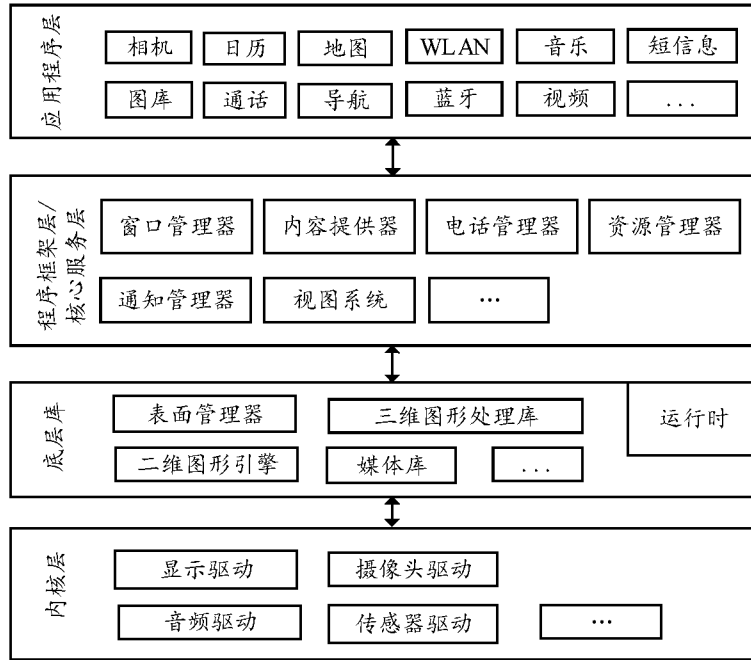 应用程序层
相机 日历 地图 WLAN 音乐 短信息
图库 通话 导航 蓝牙 视频 ...
程序框架层/
核心服务层
窗口管理器 内容提供器 电话管理器 资源管理器
通知管理器 视图系统 ...
底层库
表面管理器 三维图形处理库 运行时
二维图形引擎 媒体库 ...
内核层
显示驱动 摄像头驱动
音频驱动 传感器驱动 ...